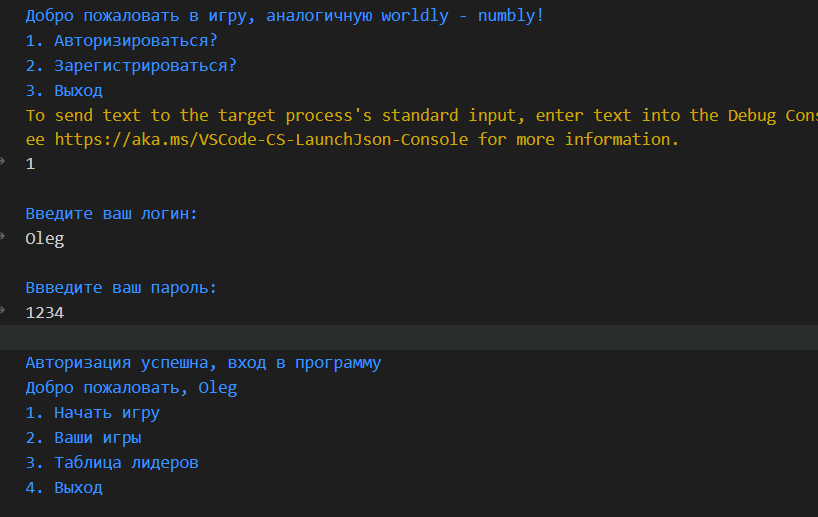 Добро пожаловать в игру, аналогичную worldly - numbly!
1. Авторизироваться?
2. Зарегистрироваться?
3. Выход
To send text to the target process's standard input, enter text into the Debug Cons
ee https://aka.ms/VSCode-CS-LaunchJson-Console for more information.
1
Введите ваш логин:
Oleg
Ввведите ваш пароль:
1234
Авторизация успешна, вход в программу
Добро пожаловать, Oleg
1. Начать игру
2. Ваши игры
3. Таблица лидеров
4. Выход